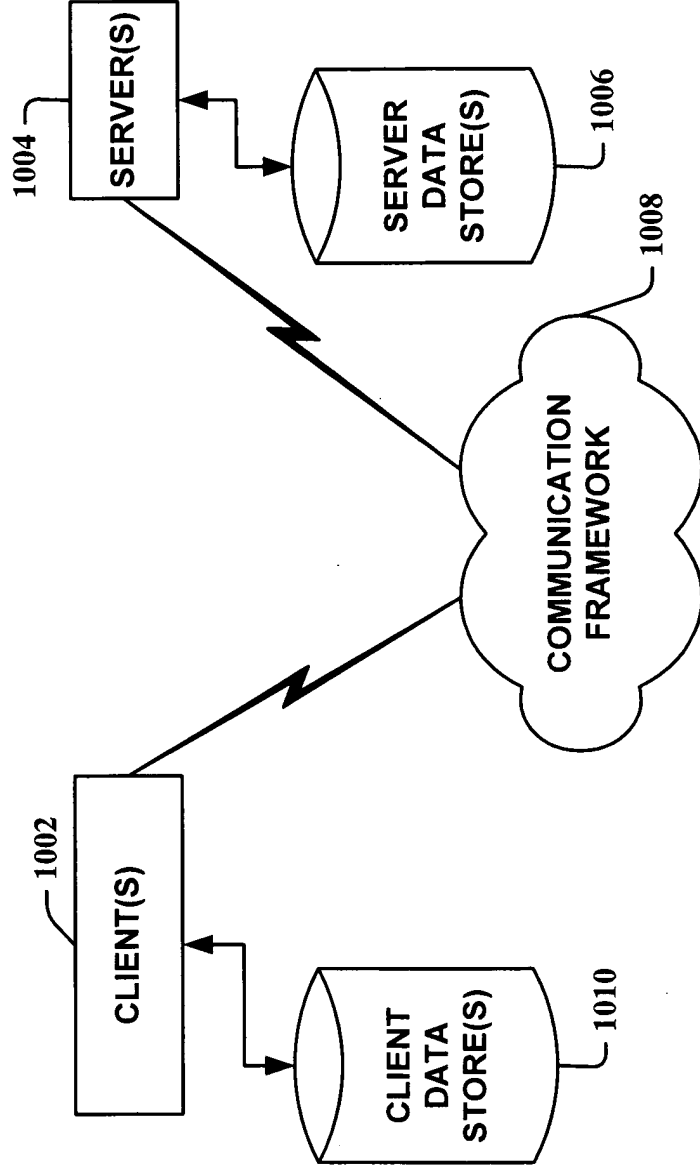 1002
CLIENT(S)
1004
SERVER(S)
CLIENT
DATA
STORE(S)
1010
SERVER
DATA
STORE(S)
1006
COMMUNICATION
FRAMEWORK
1008